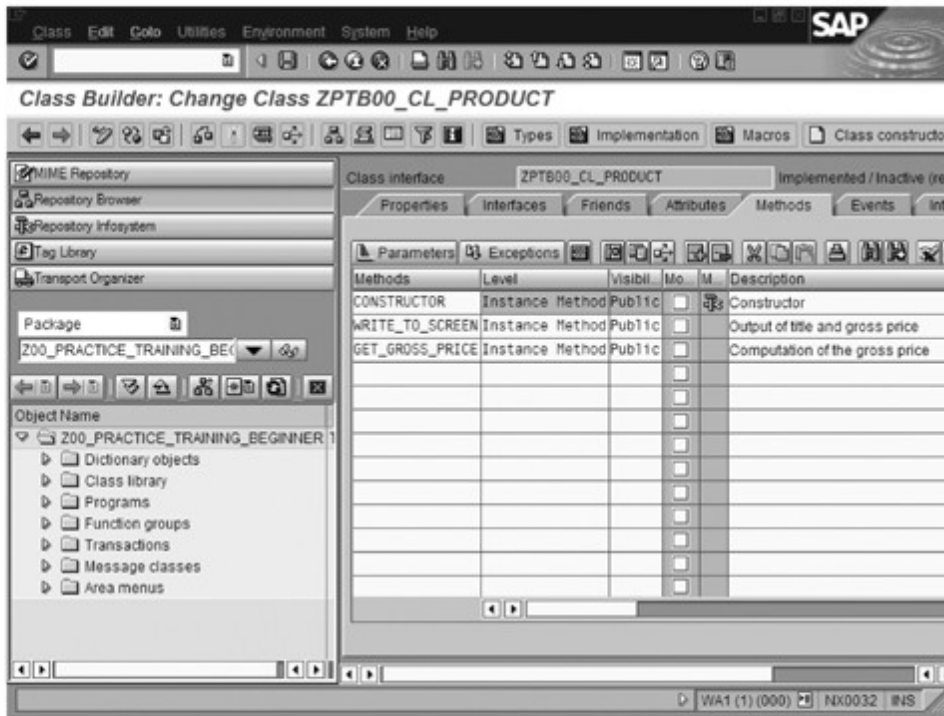 Class Edit Goto Utilities Environment System Help
SAP
Class Builder: Change Class ZPTB00_CL_PRODUCT
Types Implementation Macros Class constructo
MIME Repository
Repository Browser
Repository Infosystem
Tag Library
Transport Organizer
Package
Z00_PRACTICE_TRAINING_BE(
Object Name
Z00_PRACTICE_TRAINING_BEGINNER
Dictionary objects
Class library
Programs
Function groups
Transactions
Message classes
Area menus
Class interface ZPTB00_CL_PRODUCT Implemented / Inactive (re
Properties Interfaces Friends Attributes Methods Events Int
Parameters Exceptions
Methods Level Visibil... Mo... M... Description
CONSTRUCTOR Instance Method Public Constructor
WRITE_TO_SCREEN Instance Method Public Output of title and gross price
GET_GROSS_PRICE Instance Method Public Computation of the gross price
WA1 (1) (000) NX0032 INS